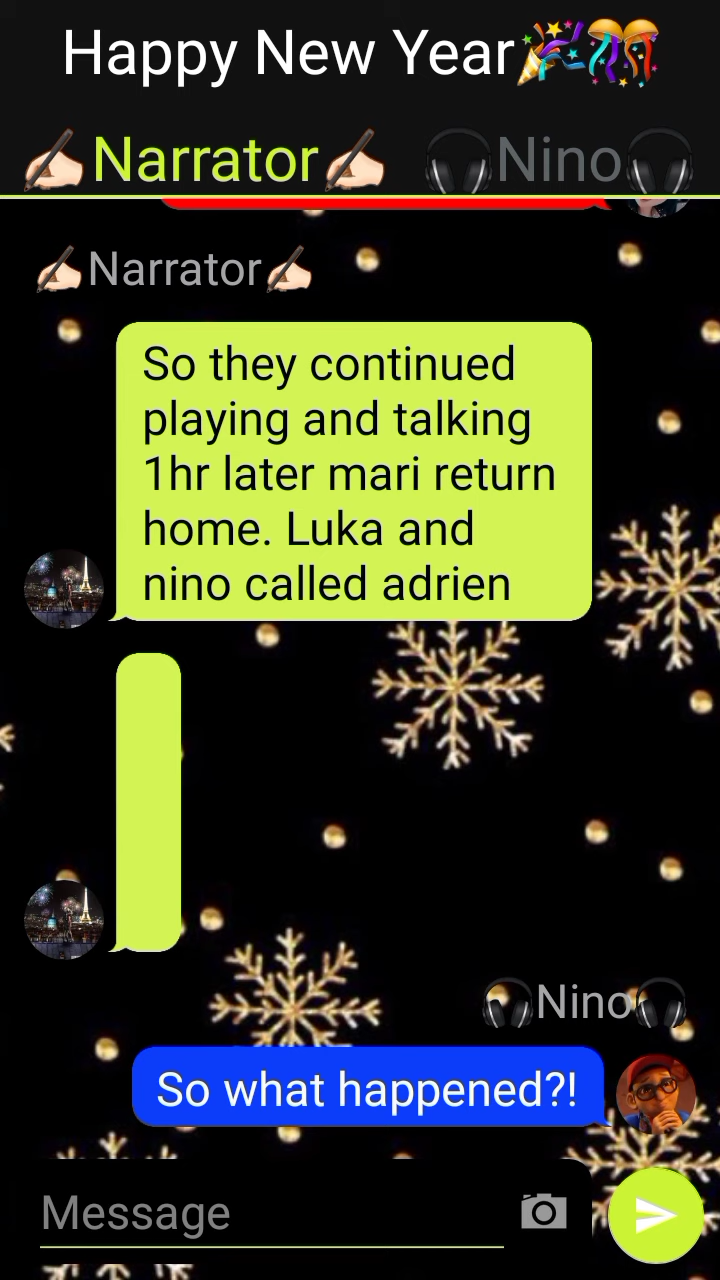 Happy New Year🎉🎊
✍🏻Narrator✍🏻 🎧Nino🎧
✍🏻Narrator✍🏻
So they continued
playing and talking
1hr later mari return
home. Luka and
nino called adrien
🎧Nino🎧
So what happened?!
Message